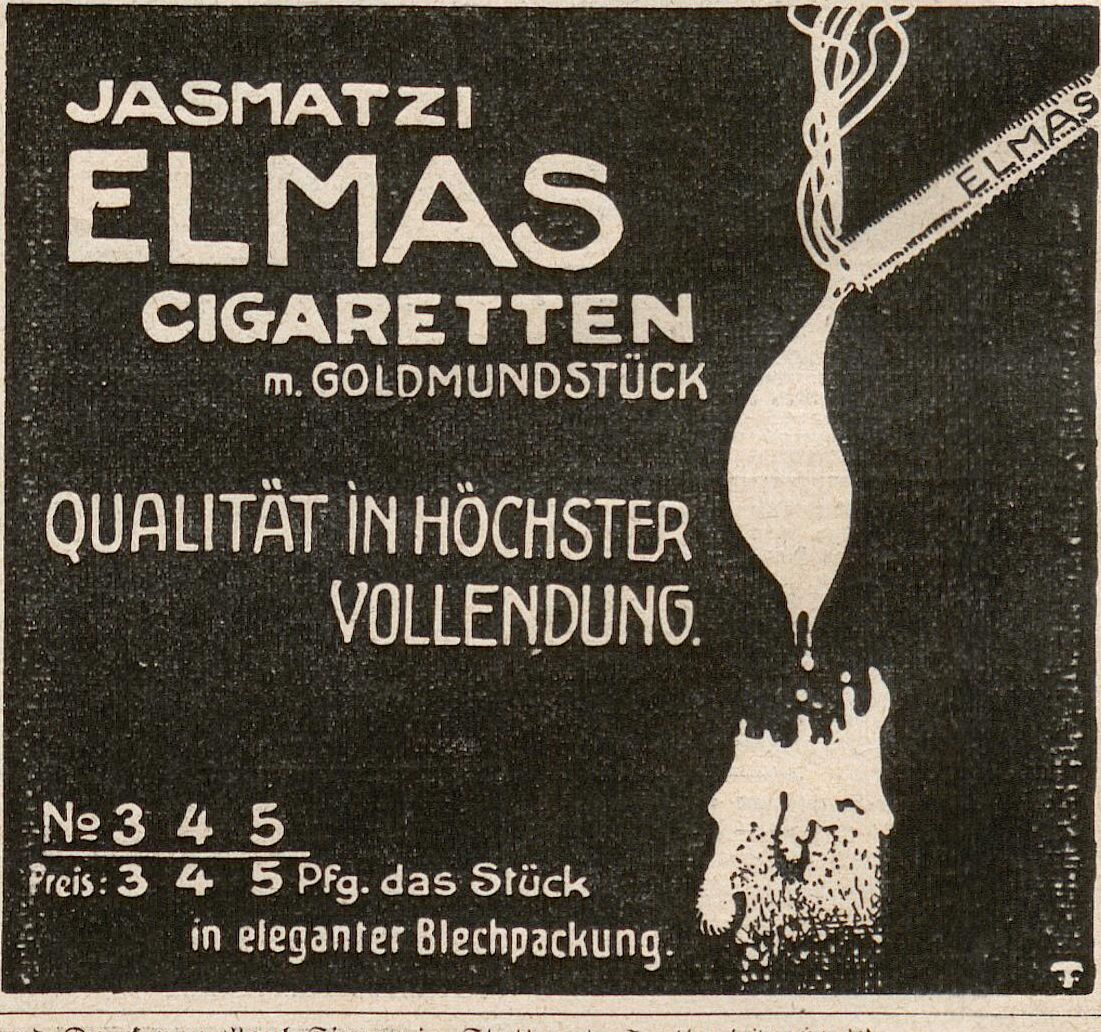 JASMATZI
ELMAS
CIGARETTEN
m. GOLDMUNDSTÜCK
ELMAS
QUALITÄT IN HÖCHSTER
VOLLENDUNG.
No 3 4 5
Preis: 3 4 5 Pfg. das Stück
in eleganter Blechpackung.